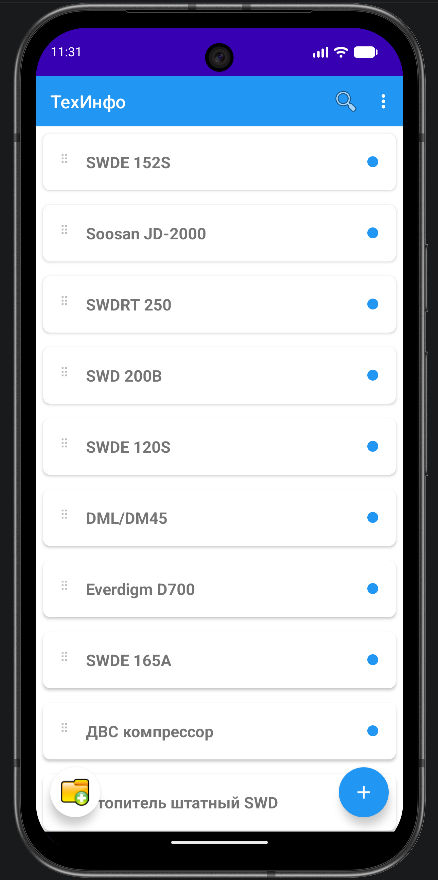 11:31
ТехИнфо
SWDE 152S
Soosan JD-2000
SWDRT 250
SWD 200B
SWDE 120S
DML/DM45
Everdigm D700
SWDE 165A
ДВС компрессор
топитель штатный SWD